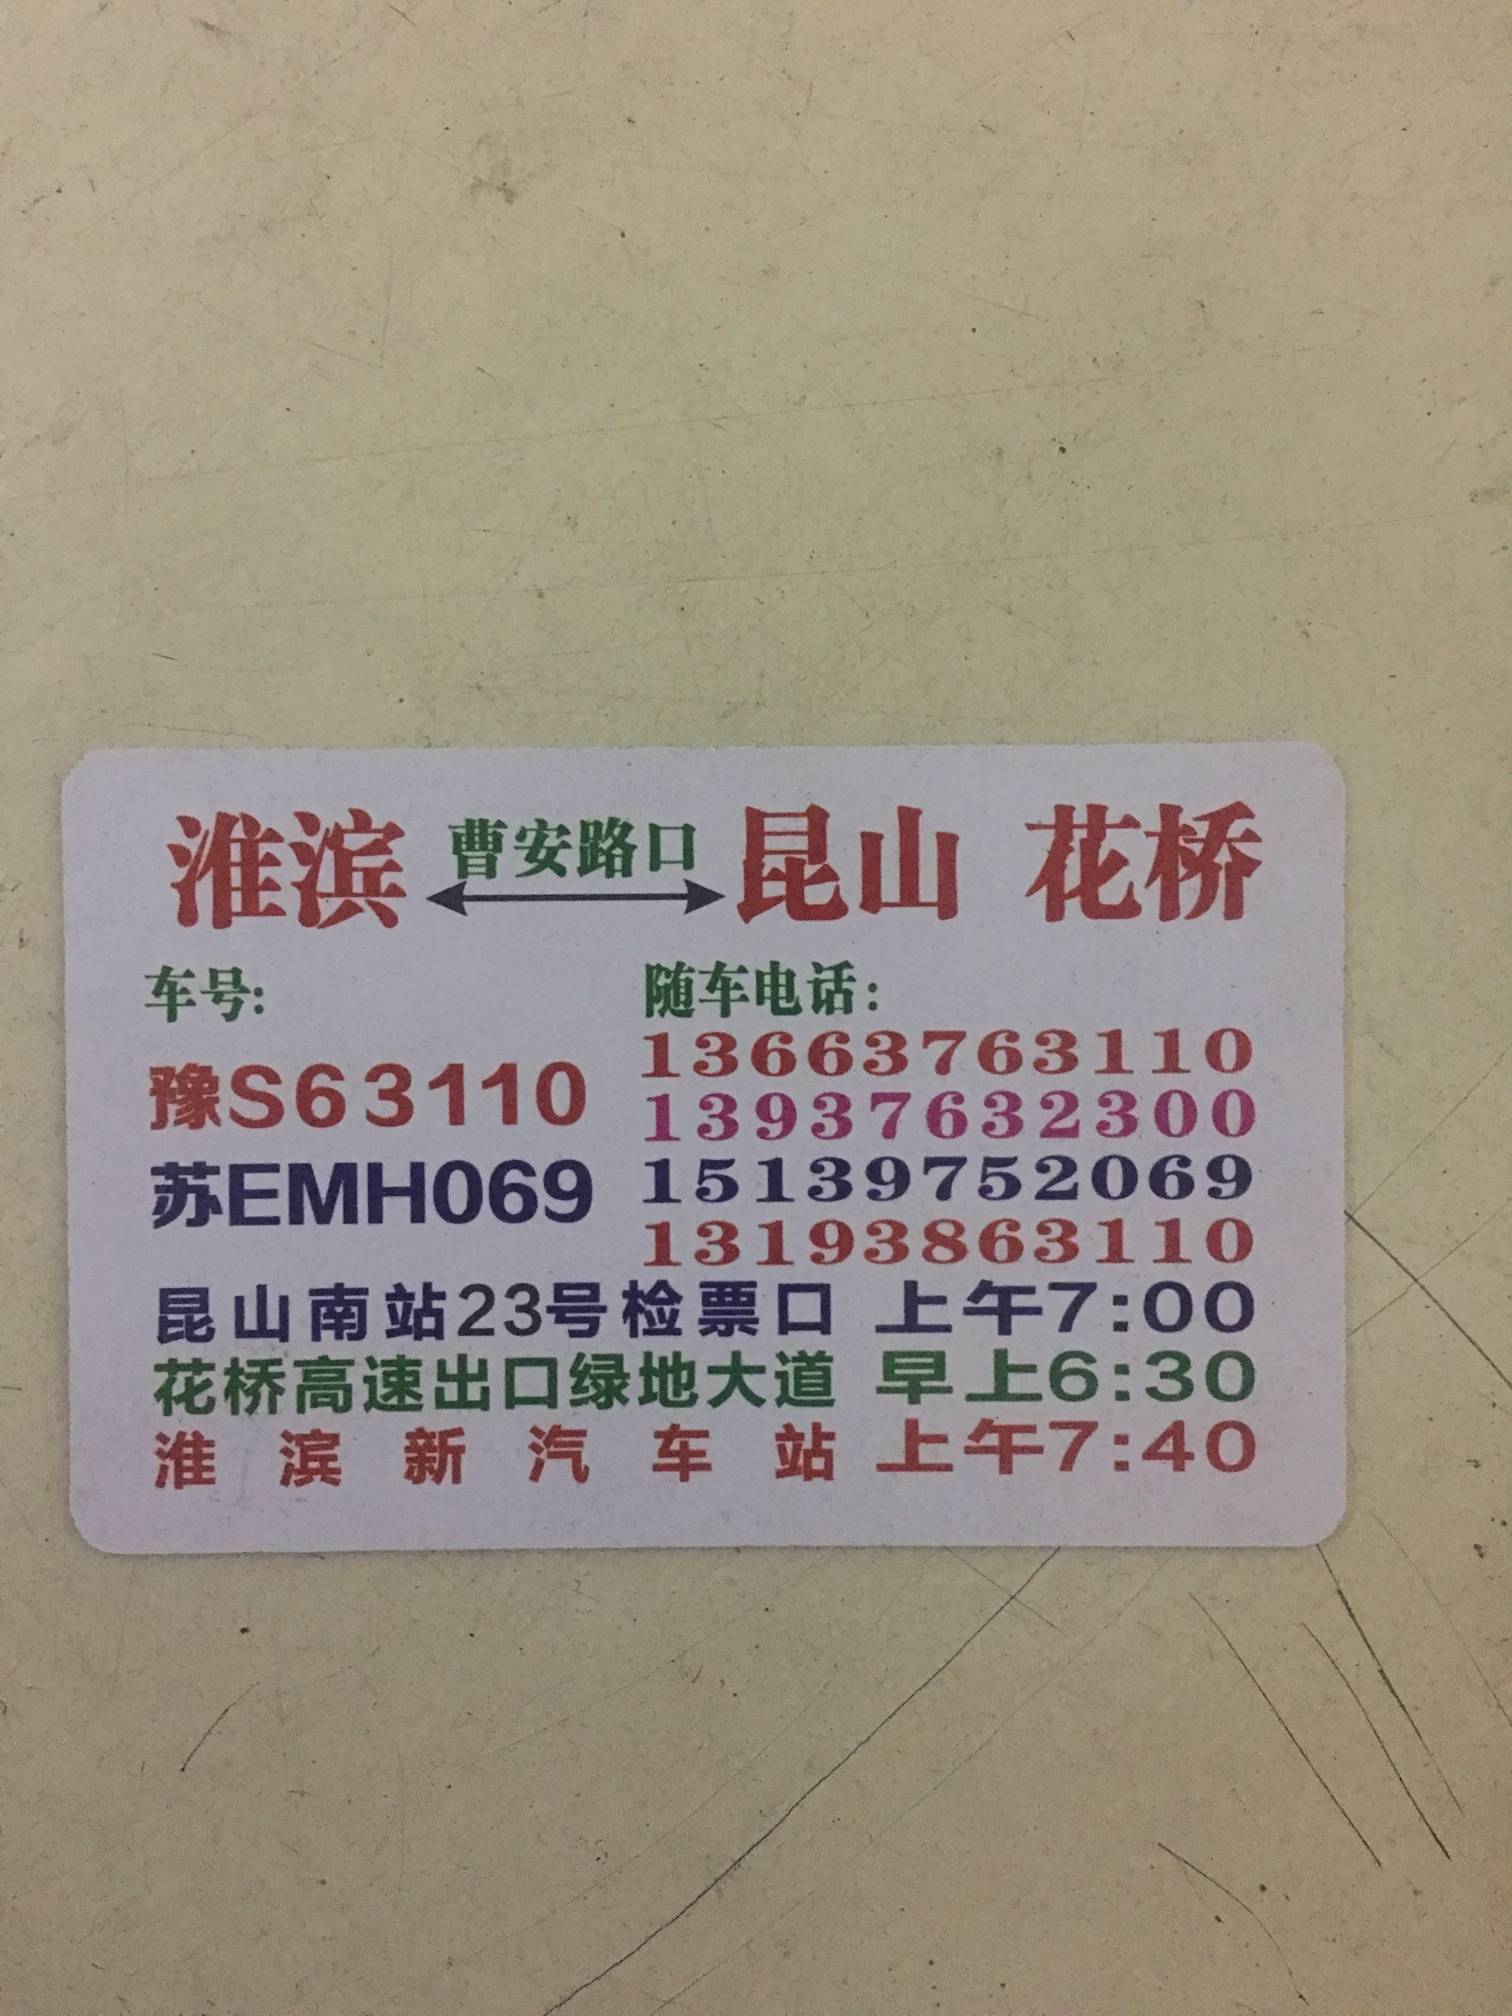 淮滨 曹安路口 昆山 花桥
车号: 随车电话:
豫S63110
苏EMH069
13663763110
13937632300
15139752069
13193863110
昆山南站23号检票口 上午7:00
花桥高速出口绿地大道 早上6:30
淮滨新汽车站 上午7:40